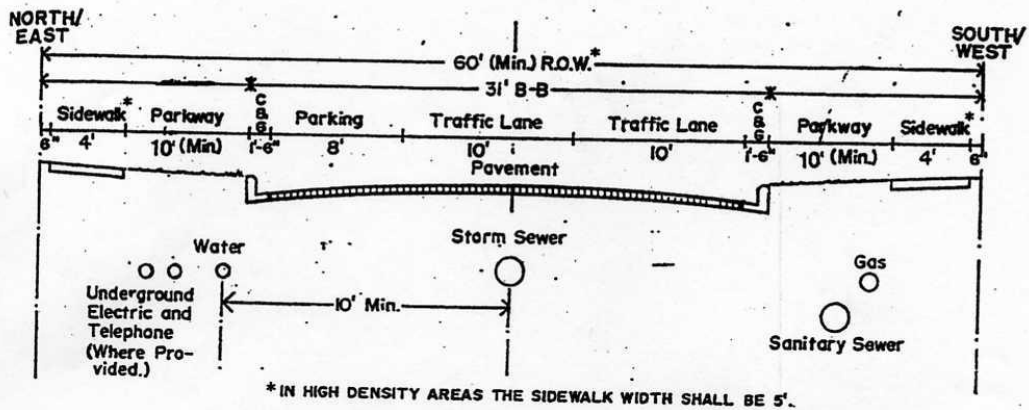 NORTH/
EAST
SOUTH/
WEST
60' (Min.) R.O.W.*
31' B-B
Sidewalk* Parkway C&G Parking Traffic Lane Traffic Lane C&G Parkway Sidewalk*
6" 4' 10' (Min) 1'-6" 8' 10' 10' 1'-6" 10' (Min.) 4' 6"
Pavement
Water
Storm Sewer
Gas
10' Min.
Underground
Electric and
Telephone
(Where Pro-
vided.)
Sanitary Sewer
*IN HIGH DENSITY AREAS THE SIDEWALK WIDTH SHALL BE 5'.